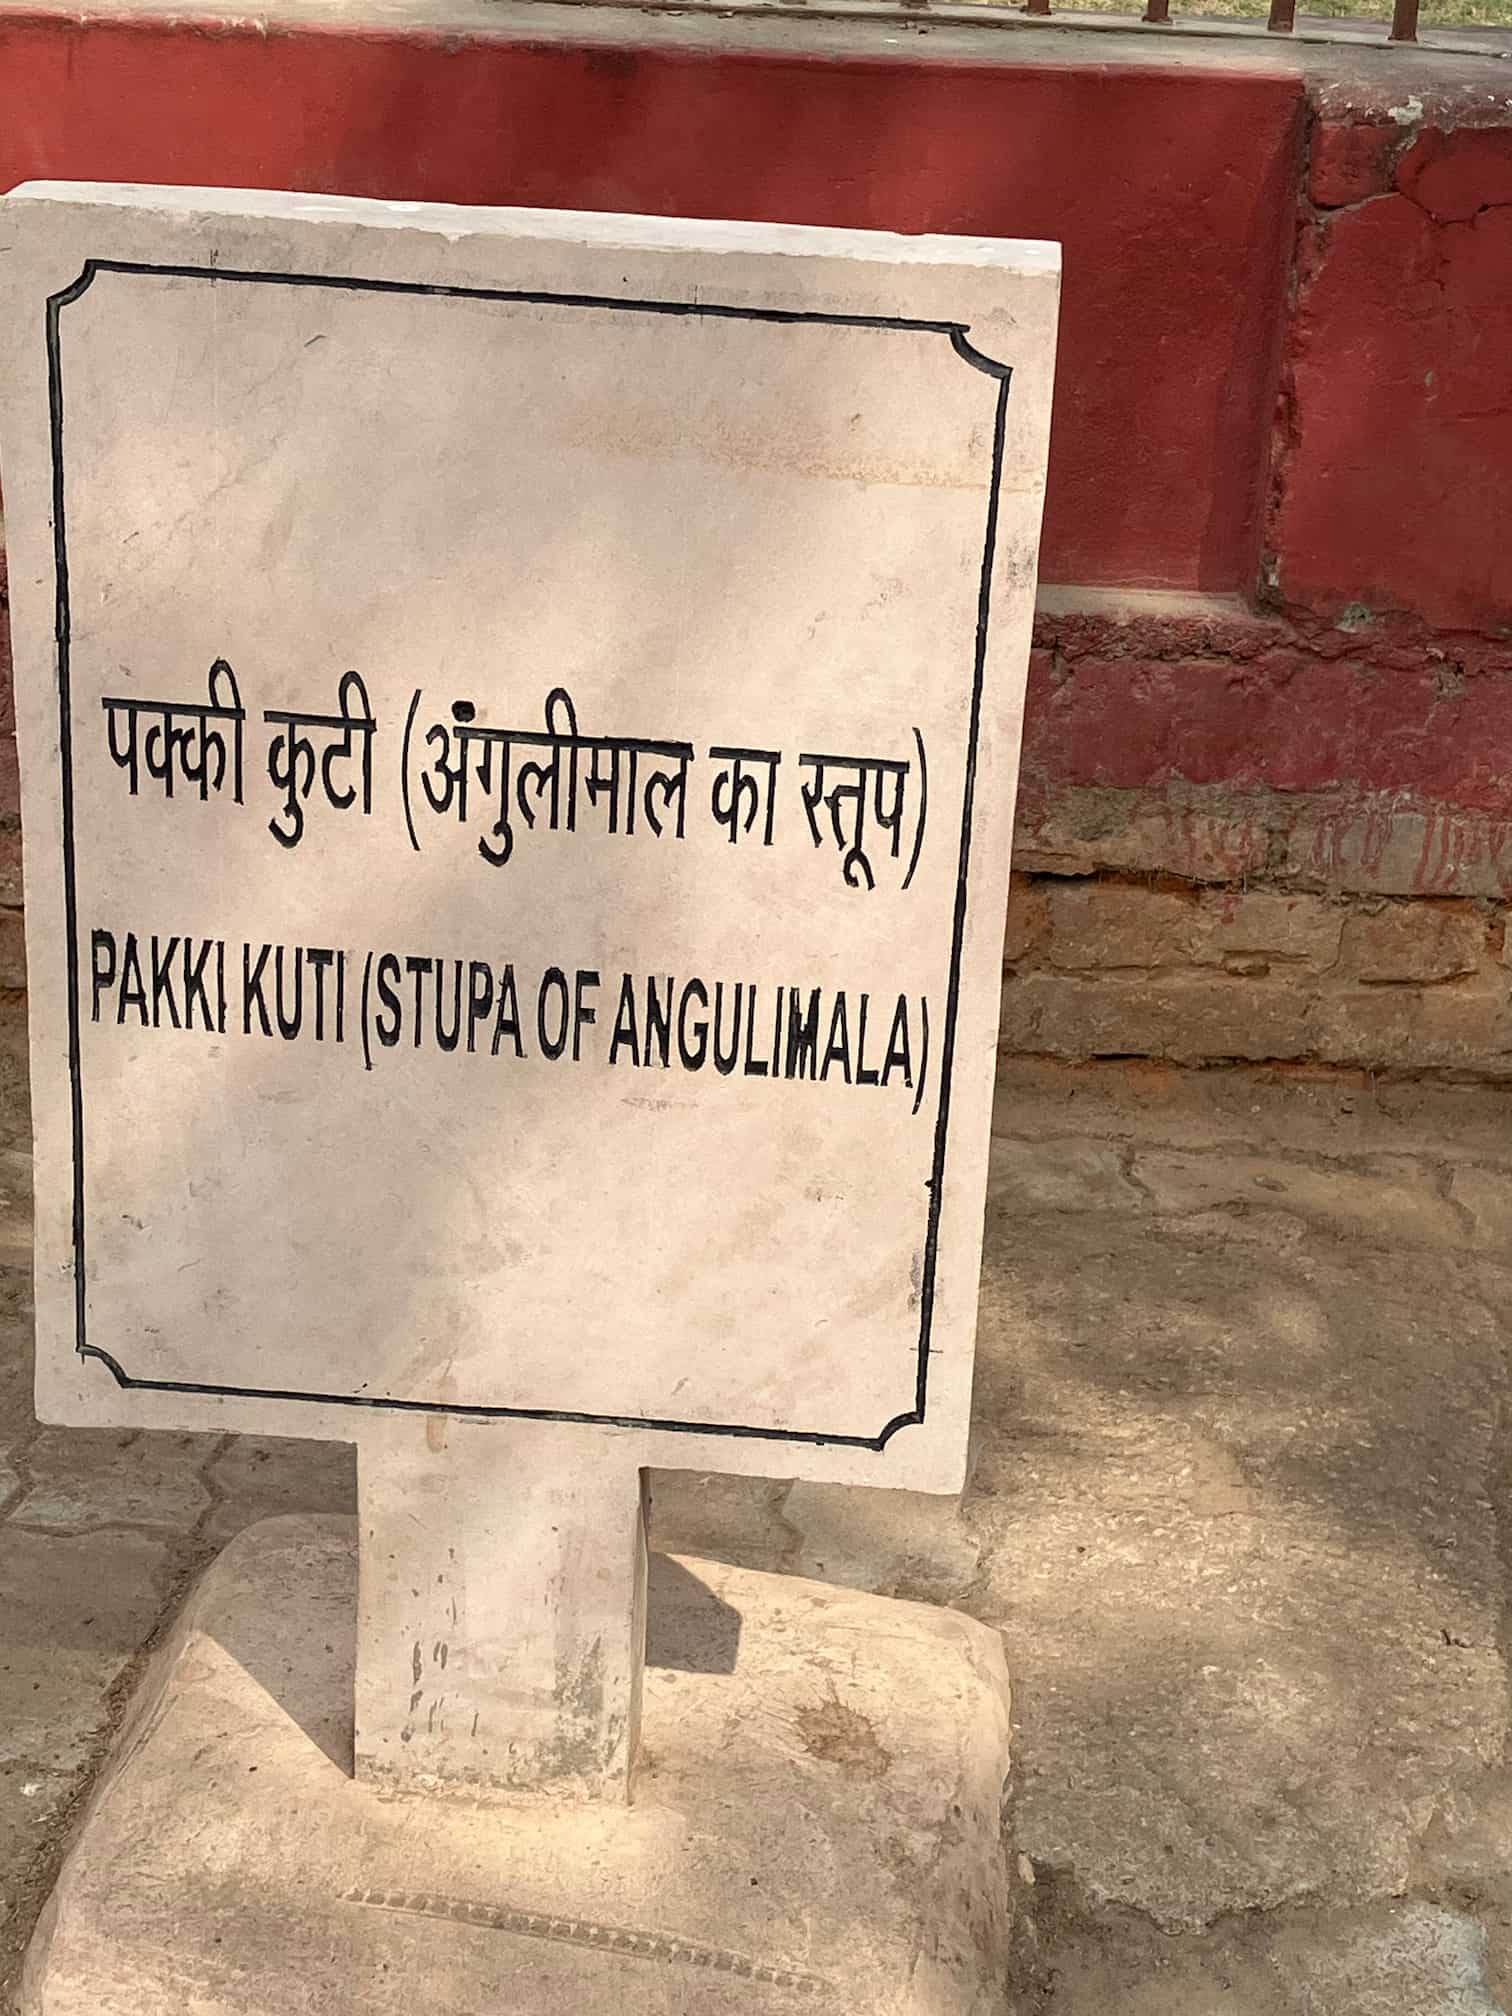 पक्की कुटी (अंगुलीमाल का स्तूप)
PAKKI KUTI (STUPA OF ANGULIMALA)